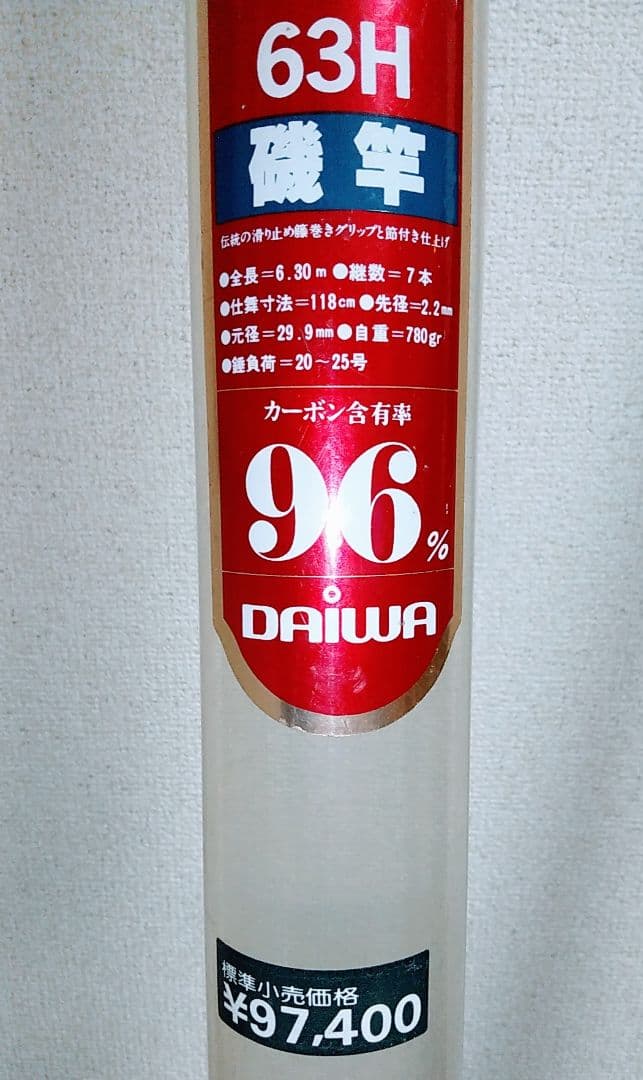 63H
磯竿
伝統の滑り止め籐巻きグリップと節付き仕上げ
●全長=6.30m ●継数=7本
●仕舞寸法=118cm ●先径=2.2mm
●元径=29.9mm ●自重=780gr
●錘負荷=20〜25号
カーボン含有率
96%
DAIWA
標準小売価格
¥97,400